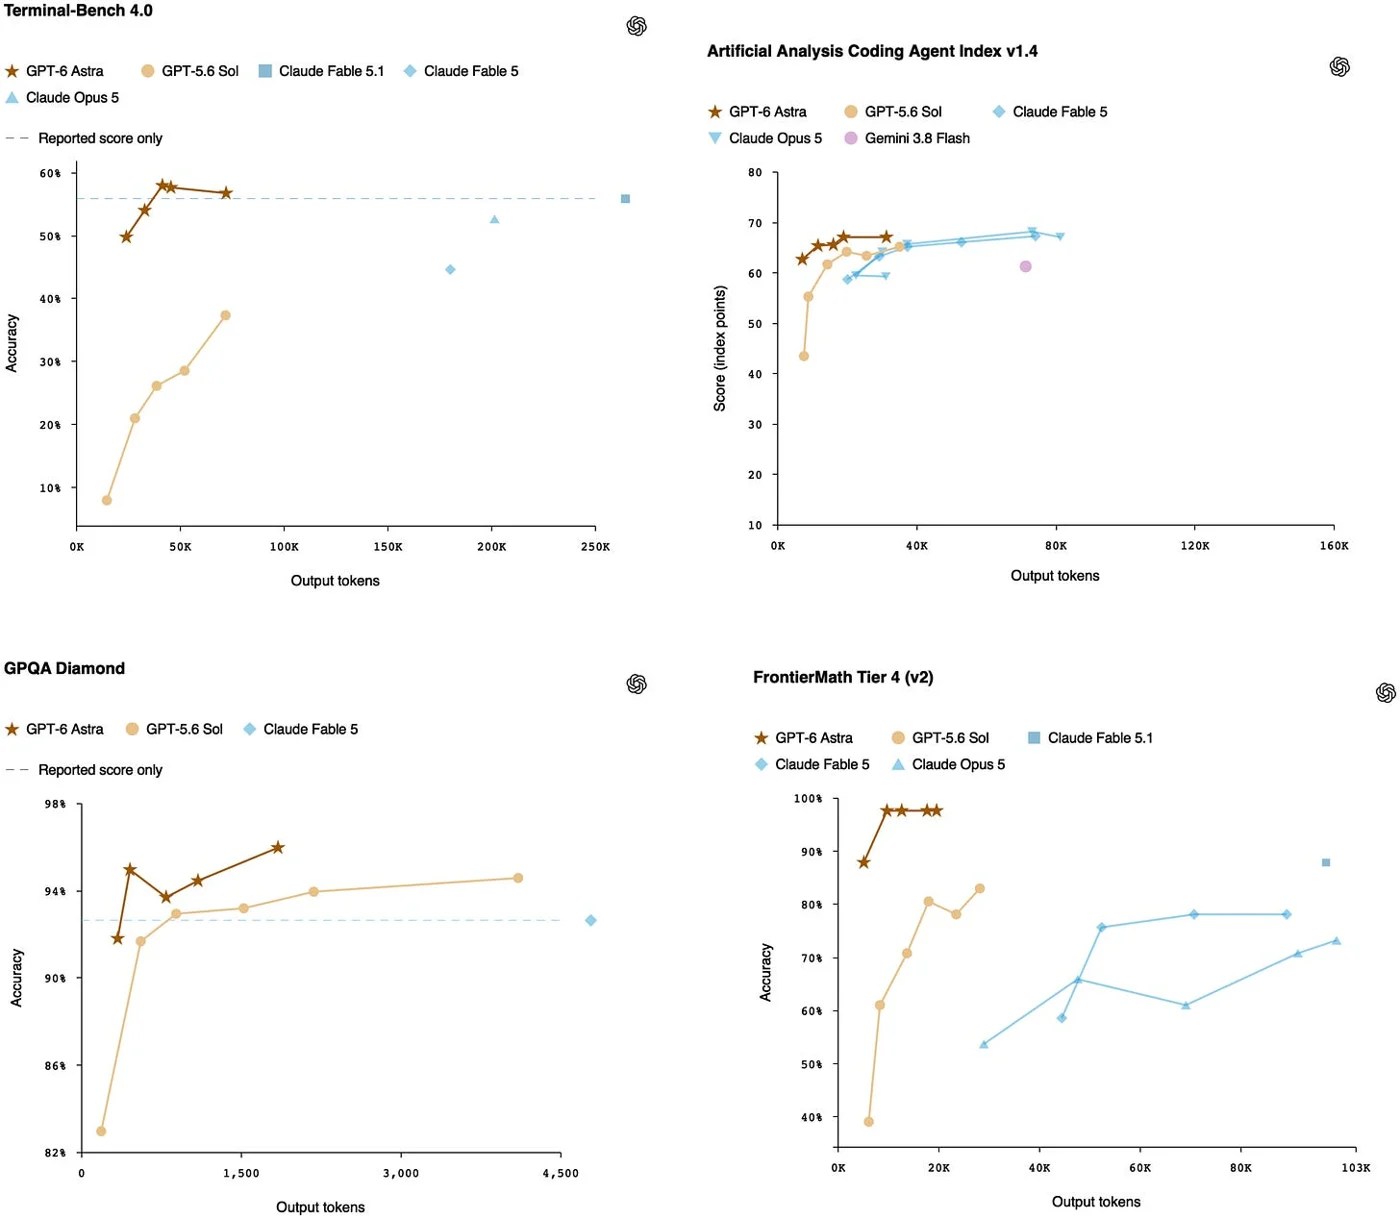 Terminal-Bench 4.0
GPT-6 Astra GPT-5.6 Sol Claude Fable 5.1 Claude Fable 5
Claude Opus 5
Reported score only
60%
50%
40%
30%
20%
10%
Accuracy
0K 50K 100K 150K 200K 250K
Output tokens
Artificial Analysis Coding Agent Index v1.4
GPT-6 Astra GPT-5.6 Sol Claude Fable 5
Claude Opus 5 Gemini 3.8 Flash
80
70
60
50
40
30
20
10
Score (index points)
0K 40K 80K 120K 160K
Output tokens
GPQA Diamond
GPT-6 Astra GPT-5.6 Sol Claude Fable 5
Reported score only
98%
94%
90%
86%
82%
Accuracy
0 1,500 3,000 4,500
Output tokens
FrontierMath Tier 4 (v2)
GPT-6 Astra GPT-5.6 Sol Claude Fable 5.1
Claude Fable 5 Claude Opus 5
100%
90%
80%
70%
60%
50%
40%
Accuracy
0K 20K 40K 60K 80K 103K
Output tokens